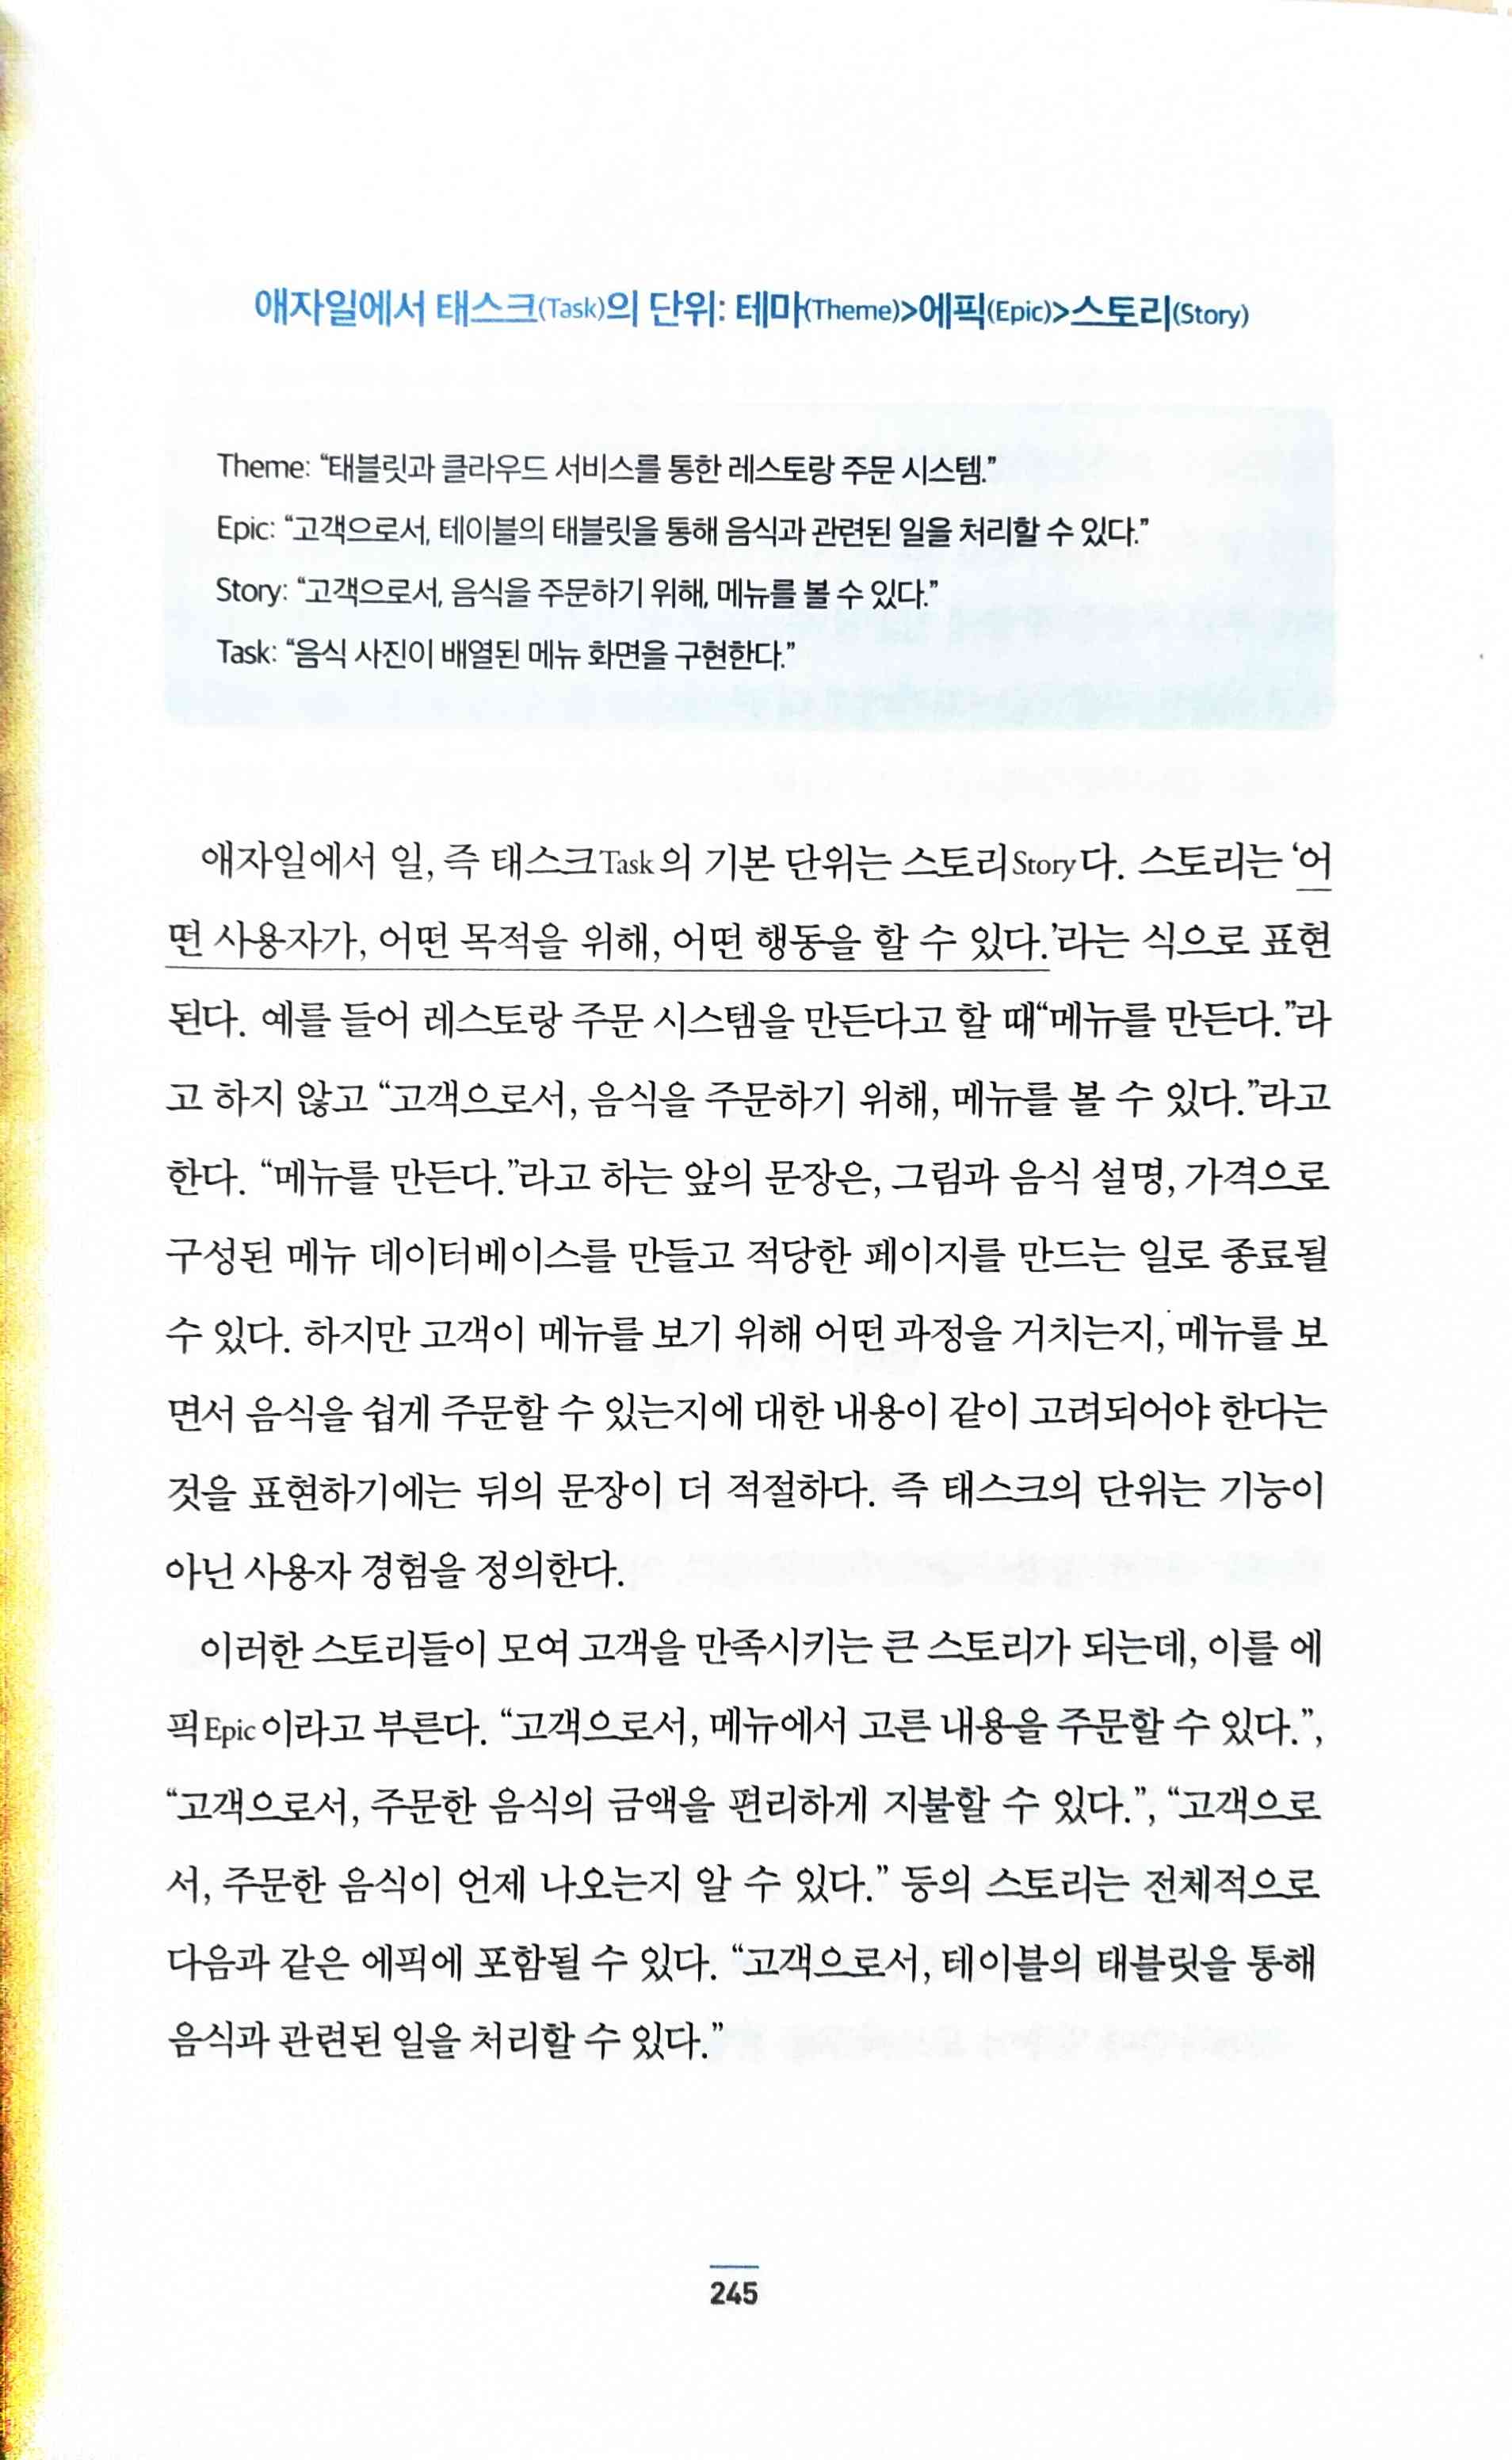 애자일에서 태스크(Task)의 단위: 테마(Theme)>에픽(Epic)>스토리(Story)
Theme: “태블릿과 클라우드 서비스를 통한 레스토랑 주문 시스템.”
Epic: “고객으로서, 테이블의 태블릿을 통해 음식과 관련된 일을 처리할 수 있다.”
Story: “고객으로서, 음식을 주문하기 위해, 메뉴를 볼 수 있다.”
Task: “음식 사진이 배열된 메뉴 화면을 구현한다.”
애자일에서 일, 즉 태스크Task의 기본 단위는 스토리Story다. 스토리는 ‘어
떤 사용자가, 어떤 목적을 위해, 어떤 행동을 할 수 있다.’라는 식으로 표현
된다. 예를 들어 레스토랑 주문 시스템을 만든다고 할 때“메뉴를 만든다.”라
고 하지 않고 “고객으로서, 음식을 주문하기 위해, 메뉴를 볼 수 있다.”라고
한다. “메뉴를 만든다.”라고 하는 앞의 문장은, 그림과 음식 설명, 가격으로
구성된 메뉴 데이터베이스를 만들고 적당한 페이지를 만드는 일로 종료될
수 있다. 하지만 고객이 메뉴를 보기 위해 어떤 과정을 거치는지, 메뉴를 보
면서 음식을 쉽게 주문할 수 있는지에 대한 내용이 같이 고려되어야 한다는
것을 표현하기에는 뒤의 문장이 더 적절하다. 즉 태스크의 단위는 기능이
아닌 사용자 경험을 정의한다.
이러한 스토리들이 모여 고객을 만족시키는 큰 스토리가 되는데, 이를 에
픽Epic이라고 부른다. “고객으로서, 메뉴에서 고른 내용을 주문할 수 있다.”,
“고객으로서, 주문한 음식의 금액을 편리하게 지불할 수 있다.”, “고객으로
서, 주문한 음식이 언제 나오는지 알 수 있다.” 등의 스토리는 전체적으로
다음과 같은 에픽에 포함될 수 있다. “고객으로서, 테이블의 태블릿을 통해
음식과 관련된 일을 처리할 수 있다.”
245